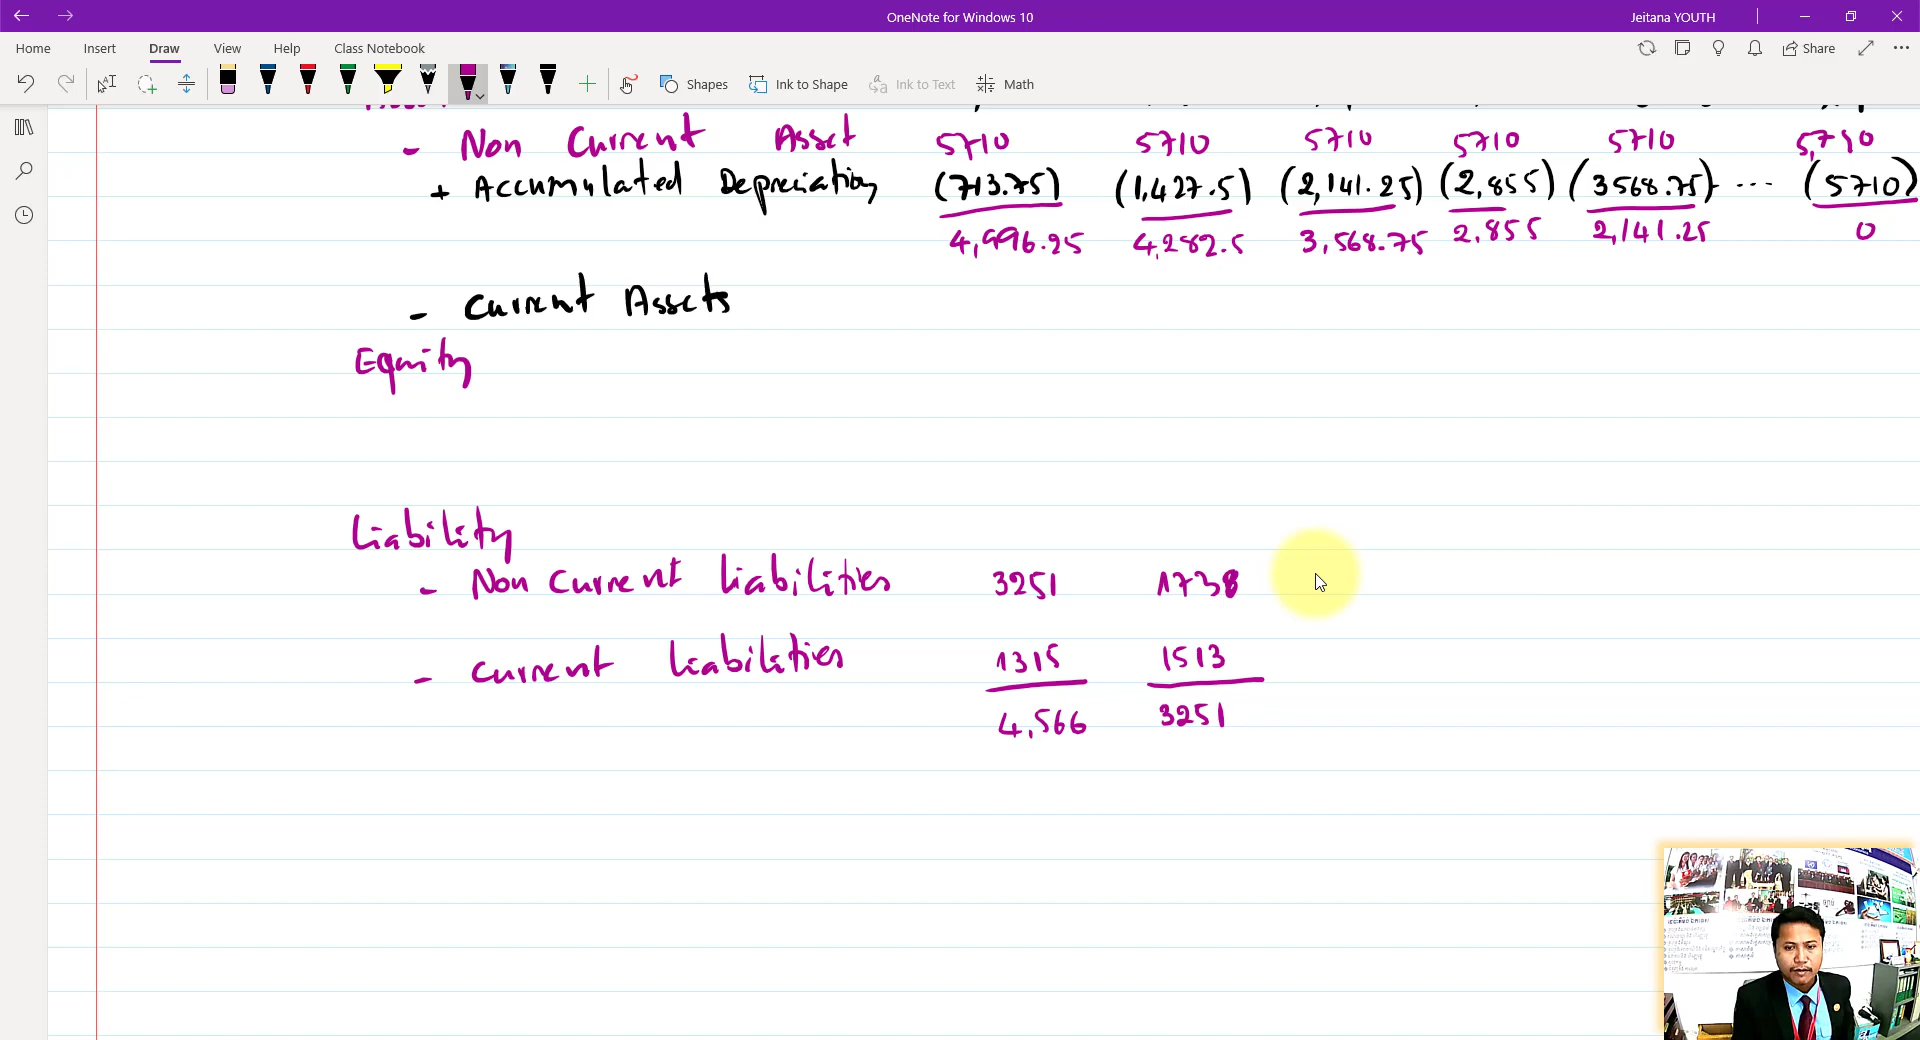 OneNote for Windows 10
Jeitana YOUTH
Home Insert Draw View Help Class Notebook
Share
Shapes Ink to Shape Ink to Text Math
- Non Current Asset 5710 5710 5710 5710 5710 5,710
+ Accumulated Depreciation (713.75) (1,427.5) (2,141.25) (2,855) (3568.75) ... (5710)
4,996.25 4,282.5 3,568.75 2,855 2,141.25 0
- Current Assets
Equity
Liability
- Non Current Liabilities 3251 1738
- Current Liabilities 1315 1513
4,566 3251